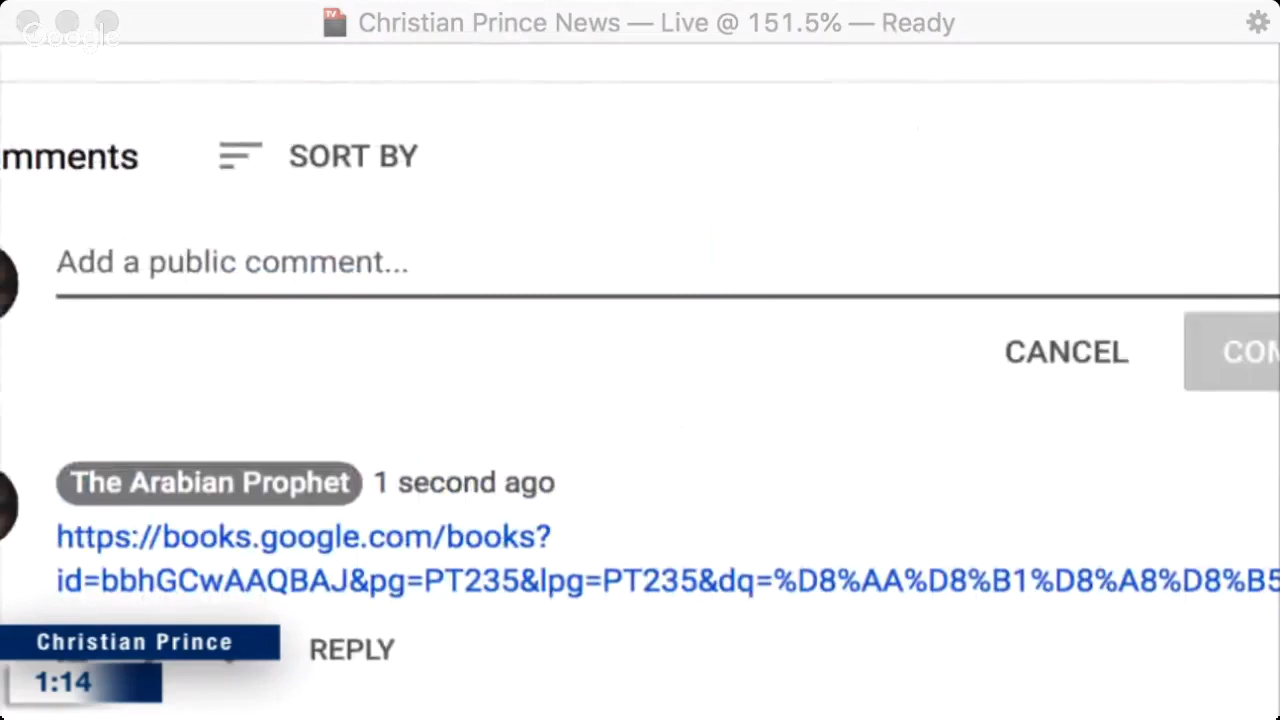 Christian Prince News — Live @ 151.5% — Ready
Google
mments
SORT BY
Add a public comment...
CANCEL
COM
The Arabian Prophet 1 second ago
https://books.google.com/books?
id=bbhGCwAAQBAJ&pg=PT235&lpg=PT235&dq=%D8%AA%D8%B1%D8%A8%D8%B5
Christian Prince
REPLY
1:14